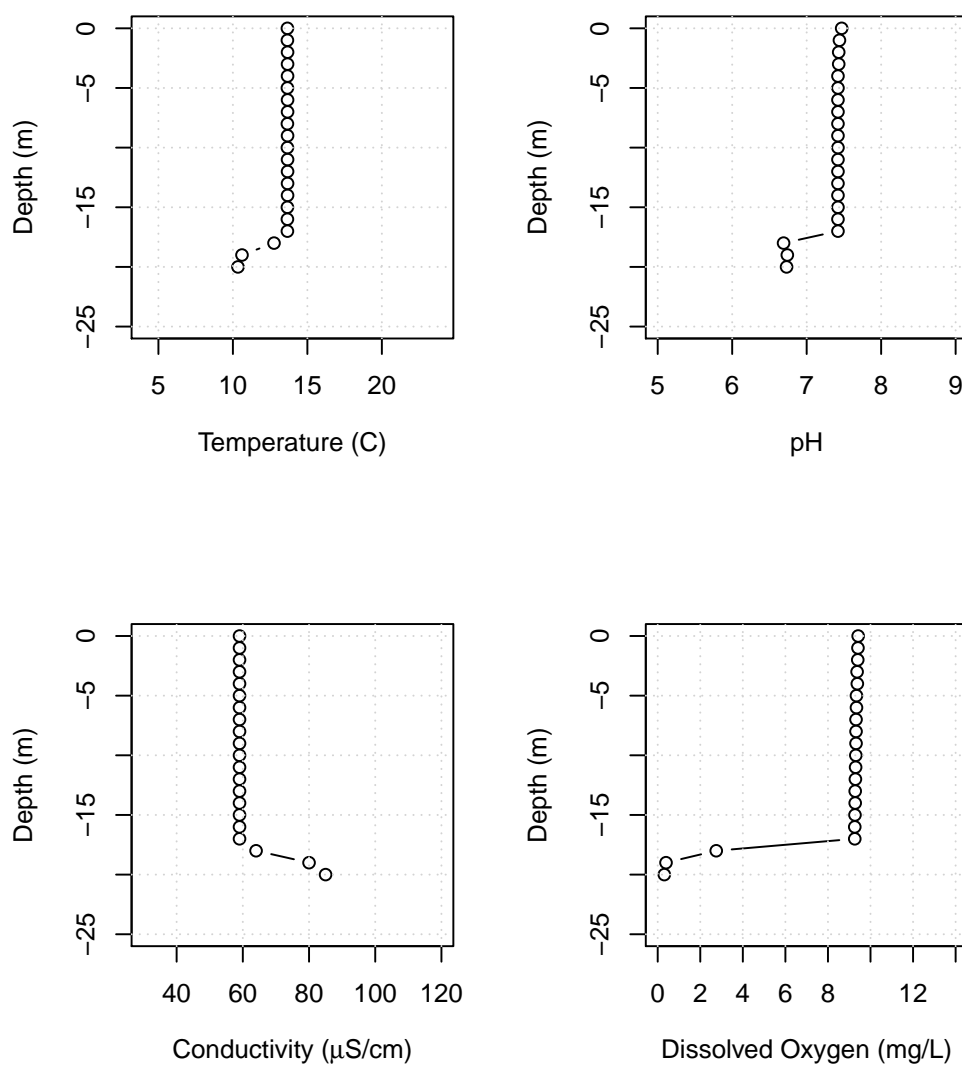 0
−5
−15
−25
Depth (m)
5 10 15 20
Temperature (C)
0
−5
−15
−25
Depth (m)
5 6 7 8 9
pH
0
−5
−15
−25
Depth (m)
40 60 80 100 120
Conductivity (μS/cm)
0
−5
−15
−25
Depth (m)
0 2 4 6 8 12
Dissolved Oxygen (mg/L)